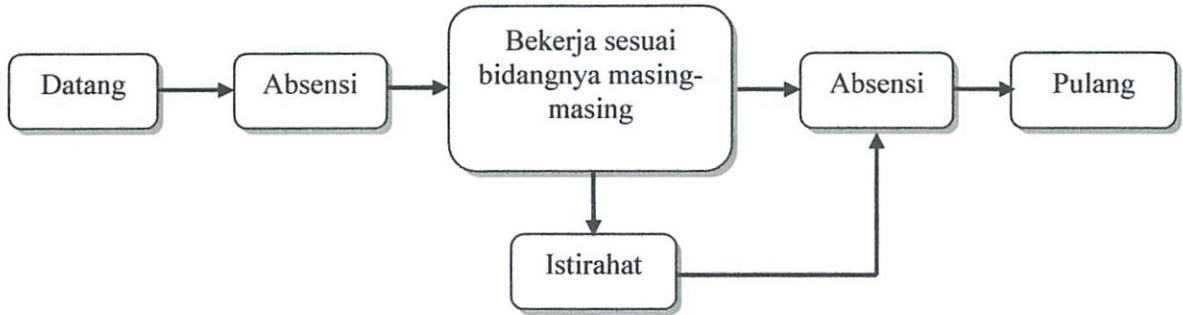 Datang
Absensi
Bekerja sesuai
bidangnya masing-
masing
Absensi
Pulang
Istirahat